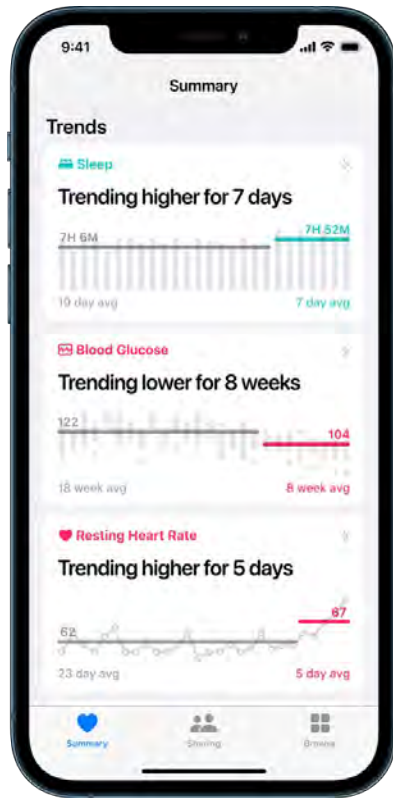 9:41
Summary
Trends
Sleep
Trending higher for 7 days
7H 6M
7H 52M
19 day avg
7 day avg
Blood Glucose
Trending lower for 8 weeks
122
104
18 week avg
8 week avg
Resting Heart Rate
Trending higher for 5 days
62
67
23 day avg
5 day avg
Summary
Sharing
Browse